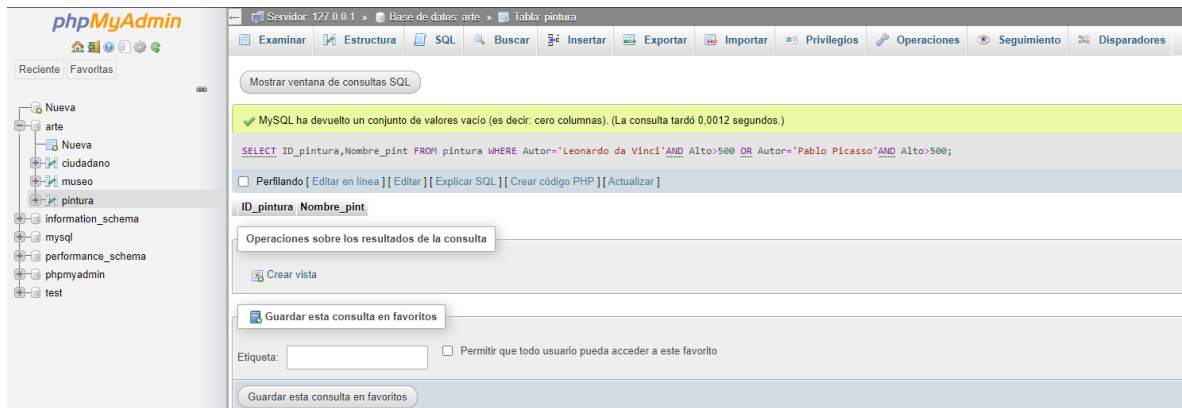 phpMyAdmin
Reciente Favoritas
Nueva
arte
Nueva
ciudadano
museo
pintura
information_schema
mysql
performance_schema
phpmyadmin
test
← Servidor: 127.0.0.1 » Base de datos: arte » Tabla: pintura
Examinar Estructura SQL Buscar Insertar Exportar Importar Privilegios Operaciones Seguimiento Disparadores
Mostrar ventana de consultas SQL
MySQL ha devuelto un conjunto de valores vacío (es decir: cero columnas). (La consulta tardó 0,0012 segundos.)
SELECT ID_pintura,Nombre_pint FROM pintura WHERE Autor='Leonardo da Vinci'AND Alto>500 OR Autor='Pablo Picasso'AND Alto>500;
Perfilando [ Editar en línea ] [ Editar ] [ Explicar SQL ] [ Crear código PHP ] [ Actualizar ]
ID_pintura Nombre_pint
Operaciones sobre los resultados de la consulta
Crear vista
Guardar esta consulta en favoritos
Etiqueta: Permitir que todo usuario pueda acceder a este favorito
Guardar esta consulta en favoritos